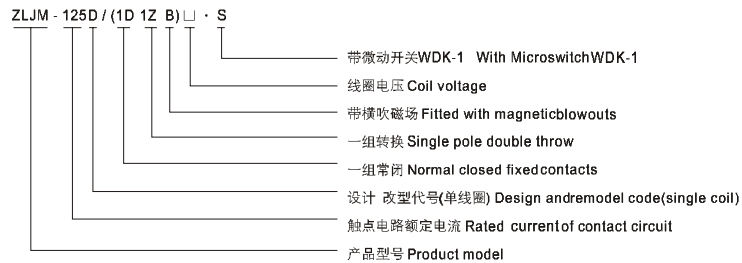 ZLJM-125D/(1D 1Z B)□·S
带微动开关WDK-1 With MicroswitchWDK-1
线圈电压 Coil voltage
带横吹磁场 Fitted with magneticblowouts
一组转换 Single pole double throw
一组常闭 Normal closed fixedcontacts
设计 改型代号(单线圈) Design andremodel code(single coil)
触点电路额定电流 Rated currentof contact circuit
产品型号 Product model